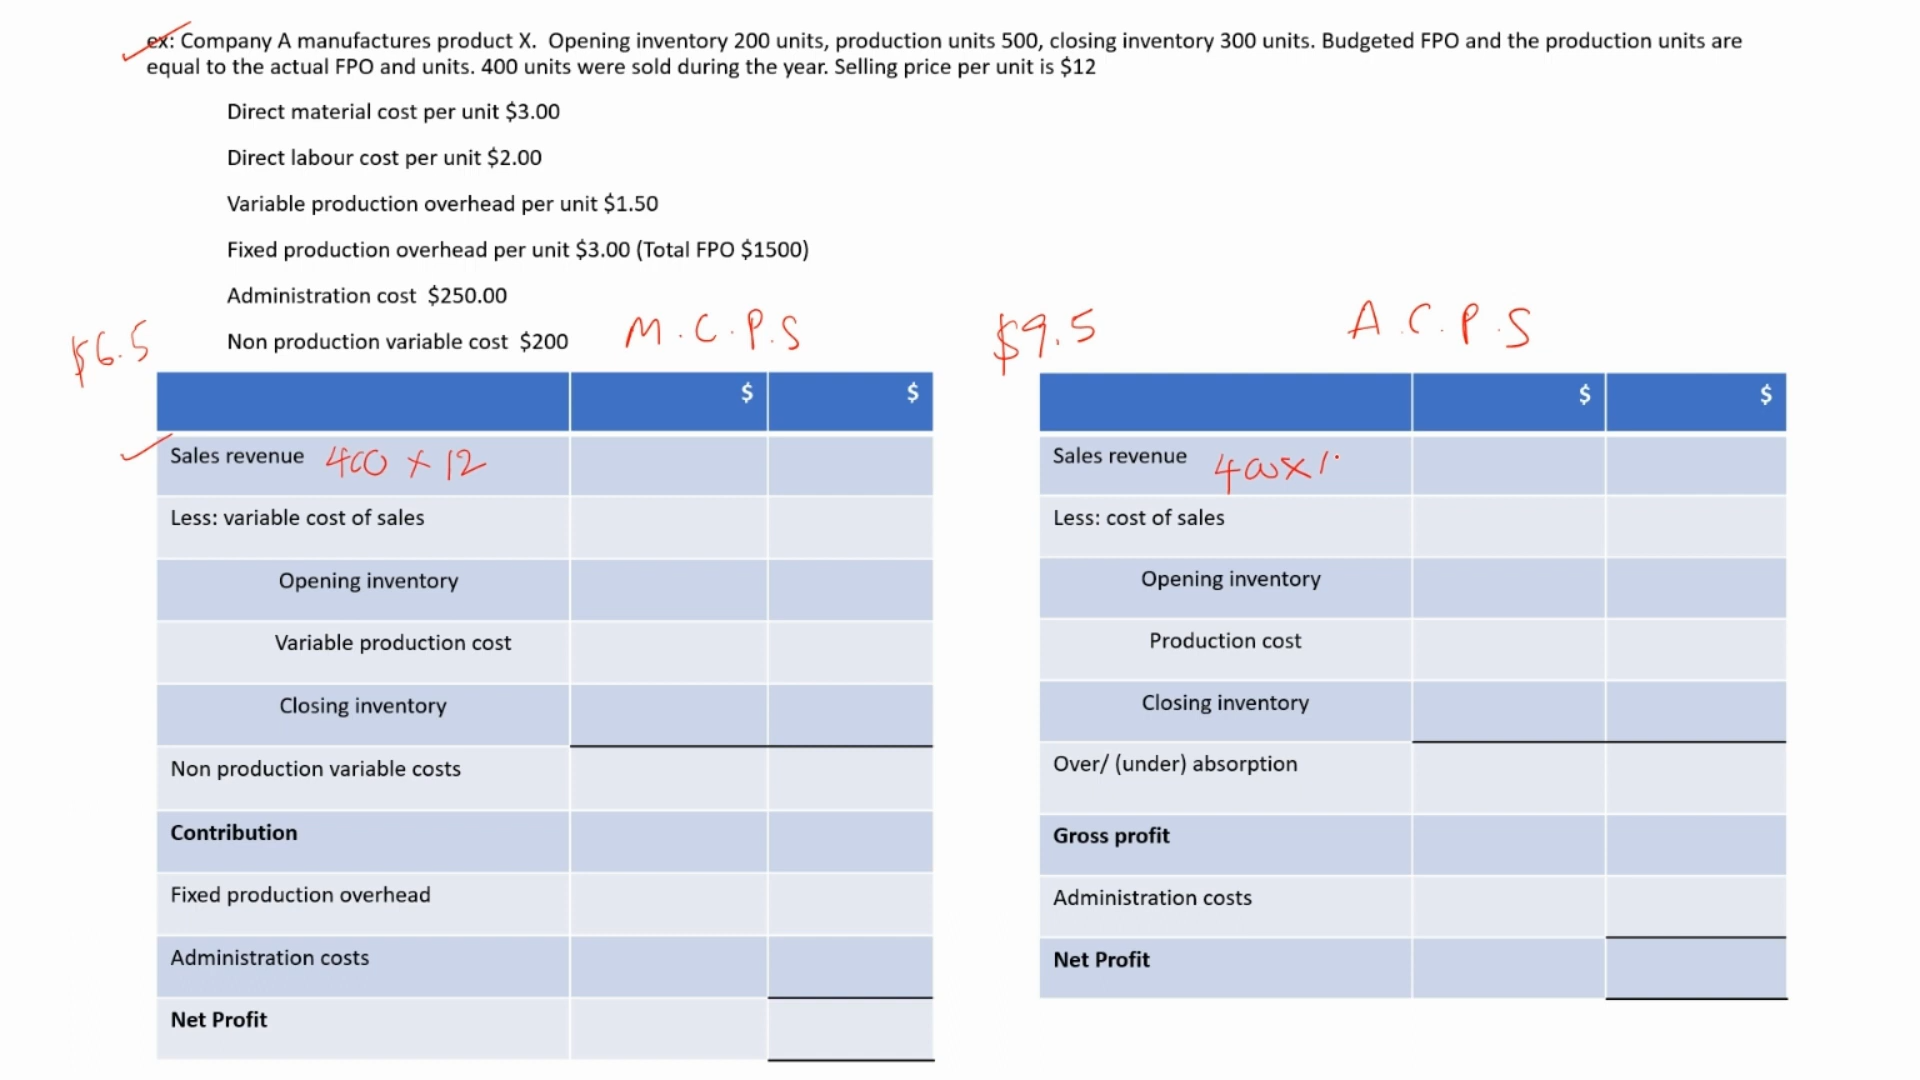 ex: Company A manufactures product X. Opening inventory 200 units, production units 500, closing inventory 300 units. Budgeted FPO and the production units are
equal to the actual FPO and units. 400 units were sold during the year. Selling price per unit is $12
Direct material cost per unit $3.00
Direct labour cost per unit $2.00
Variable production overhead per unit $1.50
Fixed production overhead per unit $3.00 (Total FPO $1500)
Administration cost $250.00
Non production variable cost $200
$6.5
M.C.P.S
$ $
Sales revenue 400 x 12
Less: variable cost of sales
Opening inventory
Variable production cost
Closing inventory
Non production variable costs
Contribution
Fixed production overhead
Administration costs
Net Profit
$9.5
A.C.P.S
$ $
Sales revenue 400x1
Less: cost of sales
Opening inventory
Production cost
Closing inventory
Over/ (under) absorption
Gross profit
Administration costs
Net Profit